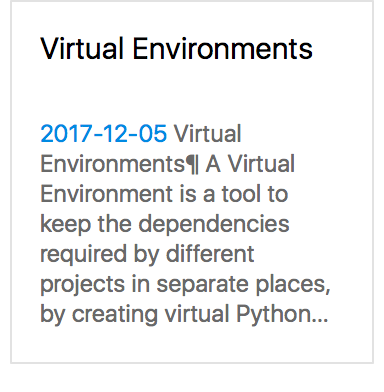 Virtual Environments
2017-12-05 Virtual
Environments¶ A Virtual
Environment is a tool to
keep the dependencies
required by different
projects in separate places,
by creating virtual Python...